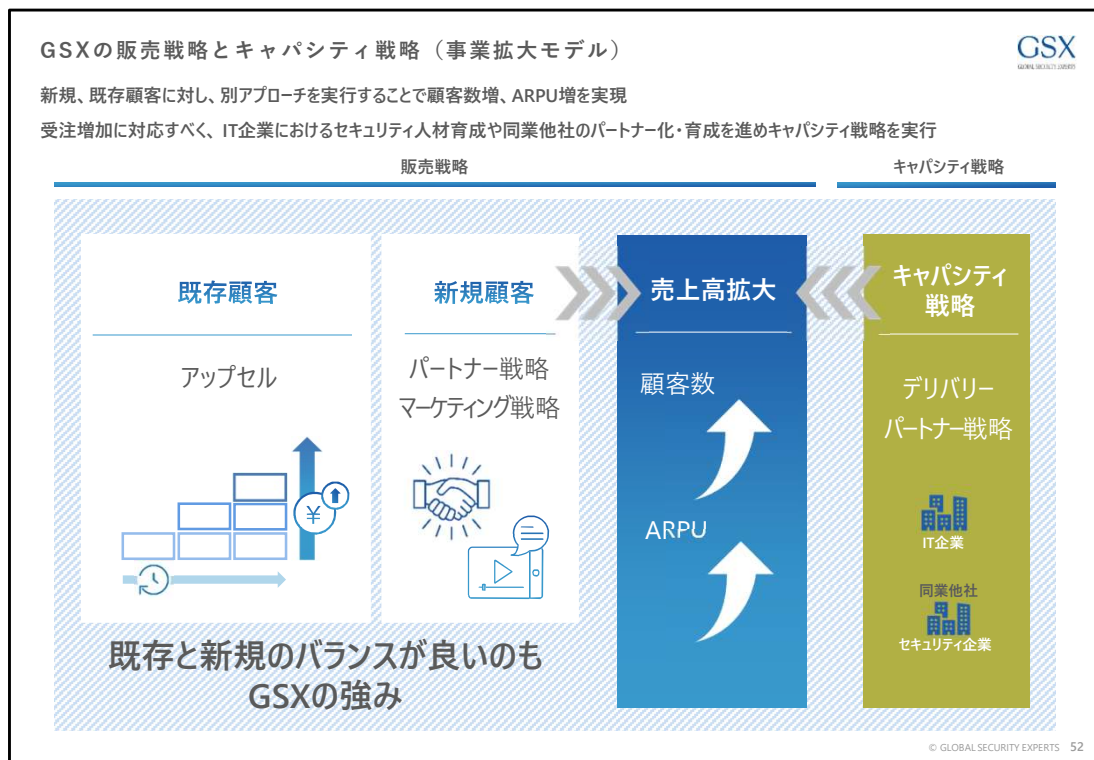 GSXの販売戦略とキャパシティ戦略（事業拡大モデル）
GSX
GLOBAL SECURITY EXPERTS
新規、既存顧客に対し、別アプローチを実行することで顧客数増、ARPU増を実現
受注増加に対応すべく、IT企業におけるセキュリティ人材育成や同業他社のパートナー化・育成を進めキャパシティ戦略を実行
販売戦略
キャパシティ戦略
既存顧客
アップセル
¥
新規顧客
パートナー戦略
マーケティング戦略
既存と新規のバランスが良いのも
GSXの強み
売上高拡大
顧客数
ARPU
キャパシティ
戦略
デリバリー
パートナー戦略
IT企業
同業他社
セキュリティ企業
© GLOBAL SECURITY EXPERTS 52